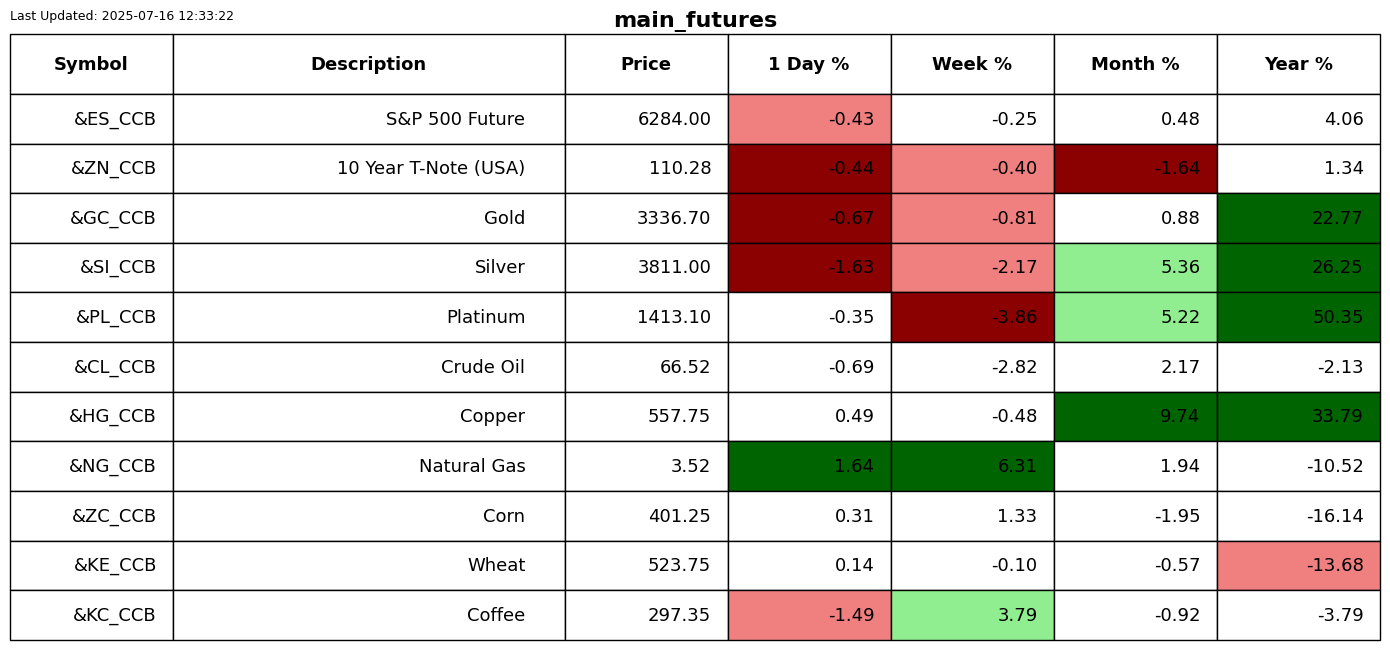 Last Updated: 2025-07-16 12:33:22
main_futures
Symbol Description Price 1 Day % Week % Month % Year %
&ES_CCB S&P 500 Future 6284.00 -0.43 -0.25 0.48 4.06
&ZN_CCB 10 Year T-Note (USA) 110.28 -0.44 -0.40 -1.64 1.34
&GC_CCB Gold 3336.70 -0.67 -0.81 0.88 22.77
&SI_CCB Silver 3811.00 -1.63 -2.17 5.36 26.25
&PL_CCB Platinum 1413.10 -0.35 -3.86 5.22 50.35
&CL_CCB Crude Oil 66.52 -0.69 -2.82 2.17 -2.13
&HG_CCB Copper 557.75 0.49 -0.48 9.74 33.79
&NG_CCB Natural Gas 3.52 1.64 6.31 1.94 -10.52
&ZC_CCB Corn 401.25 0.31 1.33 -1.95 -16.14
&KE_CCB Wheat 523.75 0.14 -0.10 -0.57 -13.68
&KC_CCB Coffee 297.35 -1.49 3.79 -0.92 -3.79